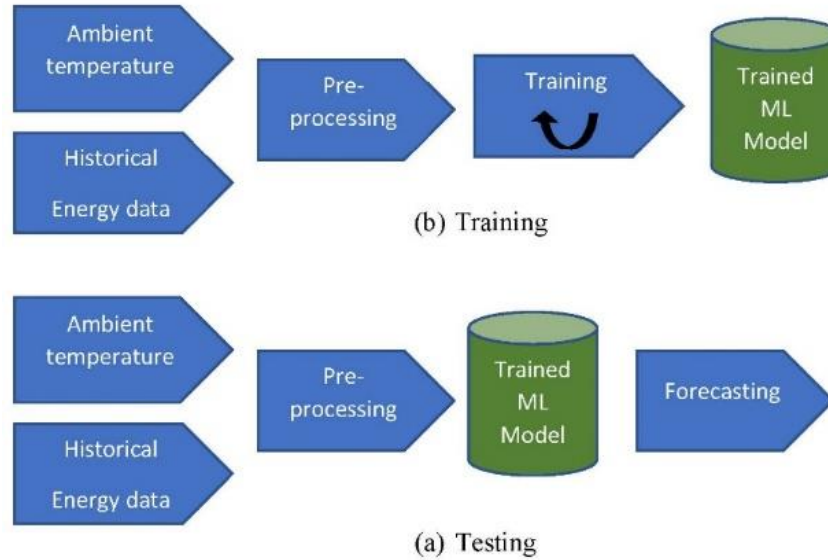 Ambient
temperature
Historical
Energy data
Pre-
processing
Training
Trained
ML
Model
(b) Training
Ambient
temperature
Historical
Energy data
Pre-
processing
Trained
ML
Model
Forecasting
(a) Testing